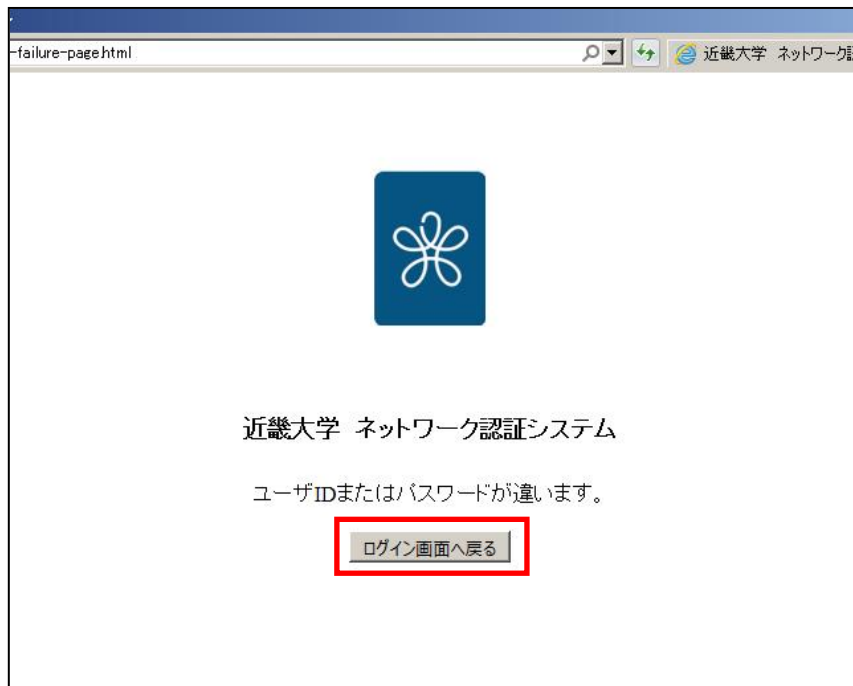 -failure-page.html
近畿大学 ネットワーク認
近畿大学 ネットワーク認証システム
ユーザIDまたはパスワードが違います。
ログイン画面へ戻る